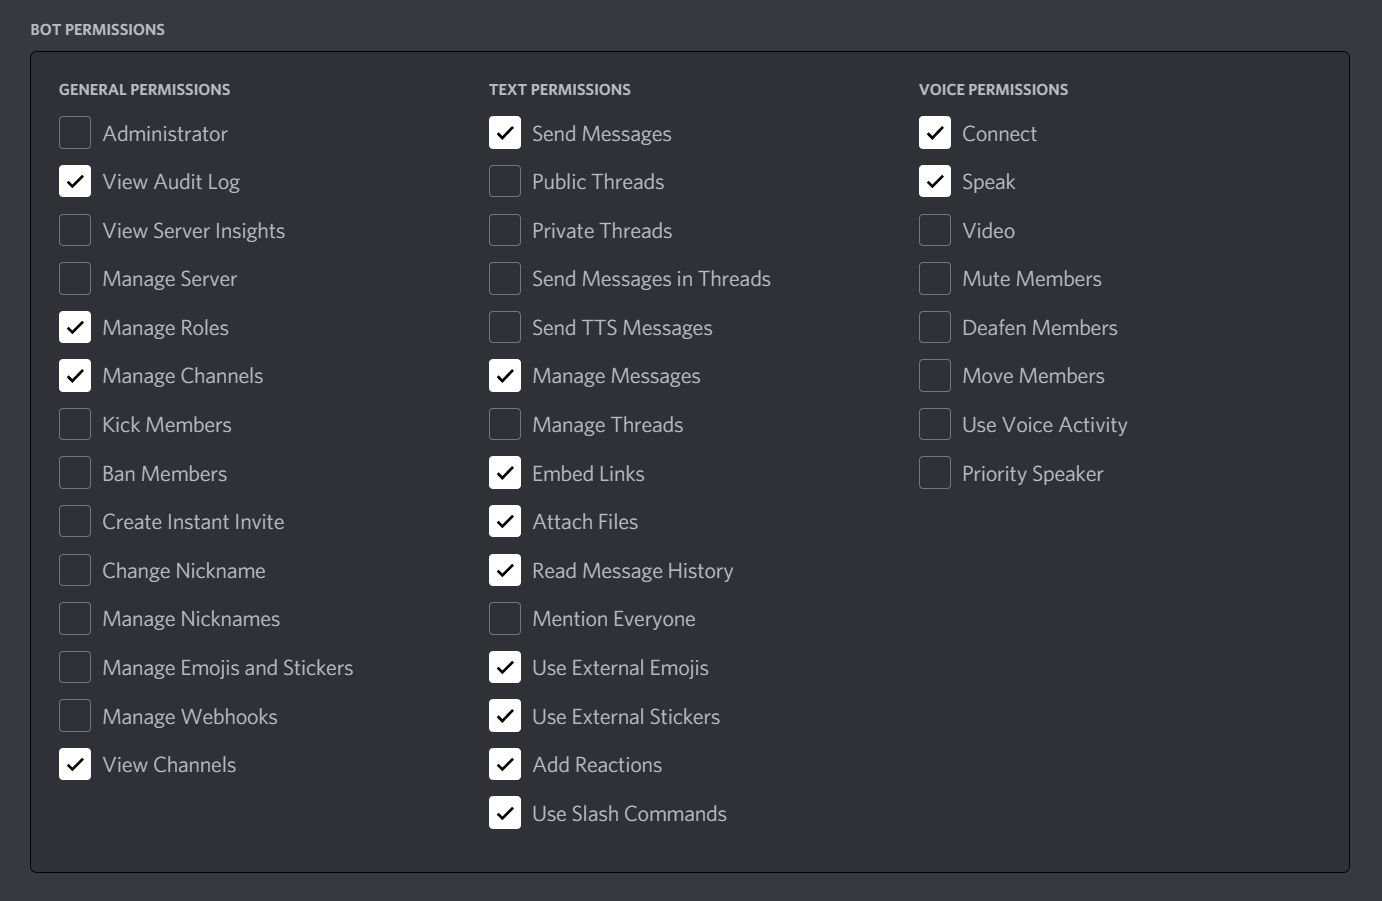 BOT PERMISSIONS
GENERAL PERMISSIONS
Administrator
View Audit Log
View Server Insights
Manage Server
Manage Roles
Manage Channels
Kick Members
Ban Members
Create Instant Invite
Change Nickname
Manage Nicknames
Manage Emojis and Stickers
Manage Webhooks
View Channels
TEXT PERMISSIONS
Send Messages
Public Threads
Private Threads
Send Messages in Threads
Send TTS Messages
Manage Messages
Manage Threads
Embed Links
Attach Files
Read Message History
Mention Everyone
Use External Emojis
Use External Stickers
Add Reactions
Use Slash Commands
VOICE PERMISSIONS
Connect
Speak
Video
Mute Members
Deafen Members
Move Members
Use Voice Activity
Priority Speaker